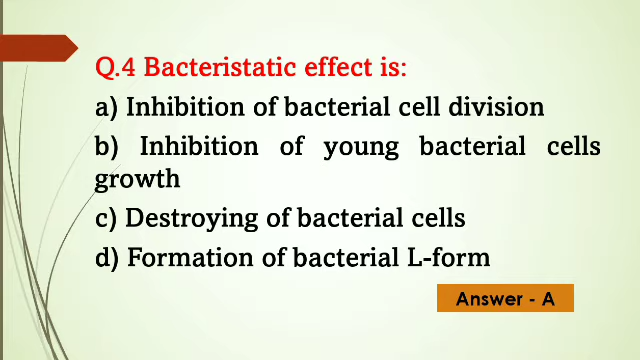 Q.4 Bacteristatic effect is:
a) Inhibition of bacterial cell division
b) Inhibition of young bacterial cells
growth
c) Destroying of bacterial cells
d) Formation of bacterial L-form
Answer - A